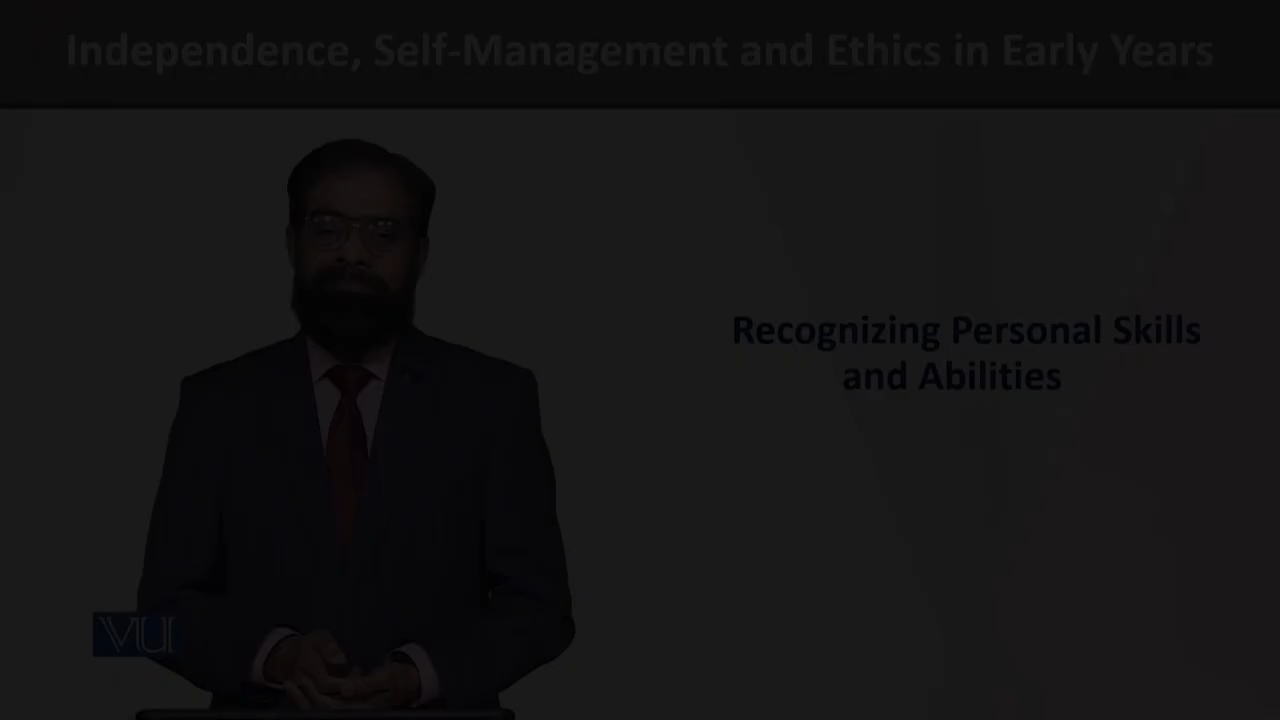 Independence, Self-Management and Ethics in Early Years
Recognizing Personal Skills
and Abilities
VU